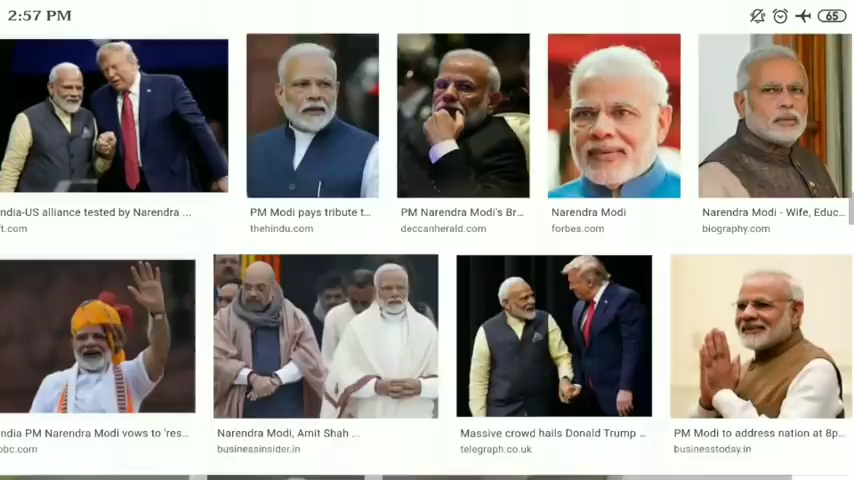 2:57 PM
65
ndia-US alliance tested by Narendra ...
ft.com
PM Modi pays tribute t...
thehindu.com
PM Narendra Modi's Br...
deccanherald.com
Narendra Modi
forbes.com
Narendra Modi - Wife, Educ...
biography.com
ndia PM Narendra Modi vows to 'res...
bbc.com
Narendra Modi, Amit Shah ...
businessinsider.in
Massive crowd hails Donald Trump ...
telegraph.co.uk
PM Modi to address nation at 8p...
businesstoday.in